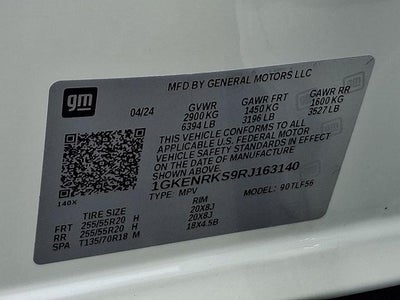 gm
MFD BY GENERAL MOTORS LLC
04/24 GVWR GAWR FRT GAWR RR
2900 KG 1450 KG 1600 KG
6394 LB 3196 LB 3527 LB
THIS VEHICLE CONFORMS TO ALL
APPLICABLE U.S. FEDERAL MOTOR
VEHICLE SAFETY STANDARDS IN EFFECT
ON THE DATE OF MANUFACTURE
SHOWN ABOVE.
1GKENRKS9RJ163140
140X TYPE: MPV MODEL: 90TLF56
TIRE SIZE RIM
FRT 255/55R20 H 20X8J
RR 255/55R20 H 20X8J
SPA T135/70R18 M 18X4.5B